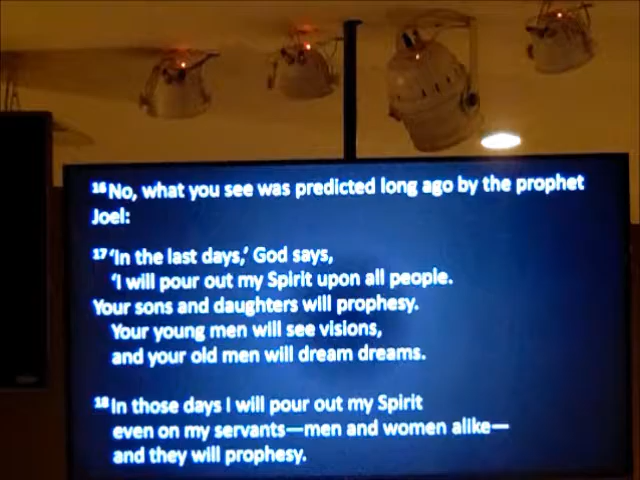 16 No, what you see was predicted long ago by the prophet
Joel:
17 ‘In the last days,’ God says,
‘I will pour out my Spirit upon all people.
Your sons and daughters will prophesy.
Your young men will see visions,
and your old men will dream dreams.
18 In those days I will pour out my Spirit
even on my servants—men and women alike—
and they will prophesy.